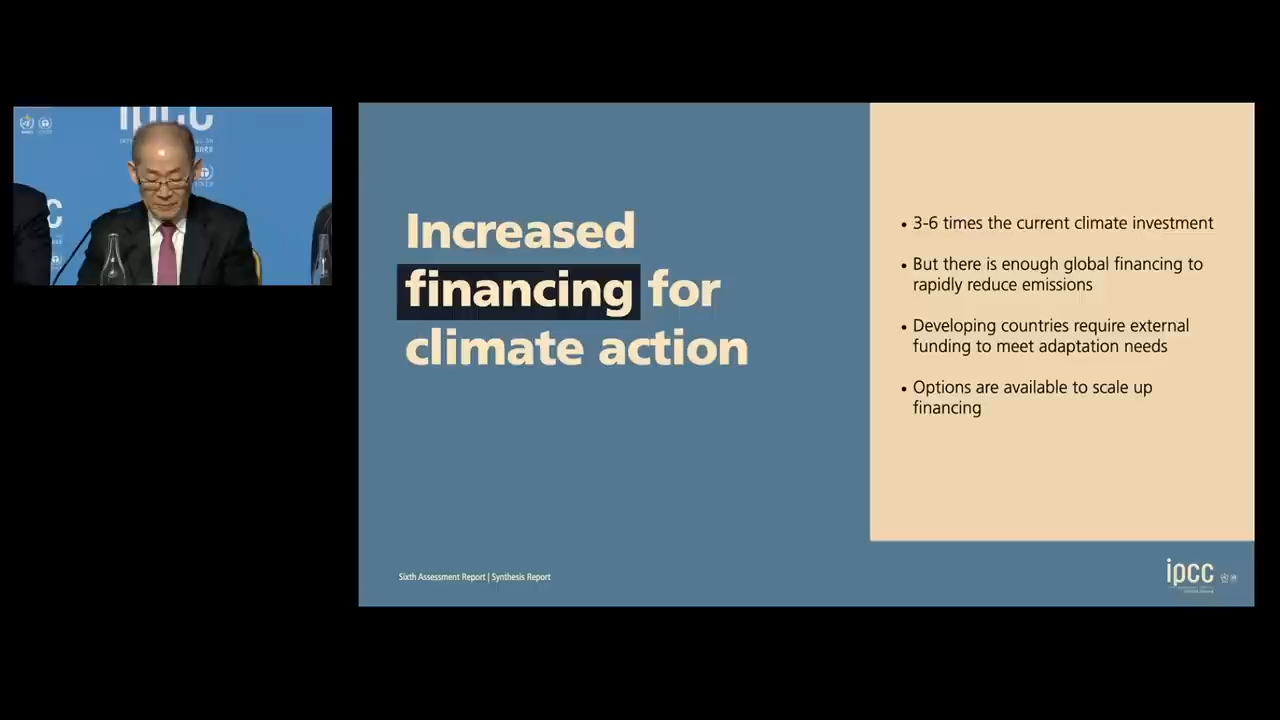 ipcc
UNEP
C
Increased
financing for
climate action
• 3-6 times the current climate investment
• But there is enough global financing to
rapidly reduce emissions
• Developing countries require external
funding to meet adaptation needs
• Options are available to scale up
financing
Sixth Assessment Report | Synthesis Report
ipcc